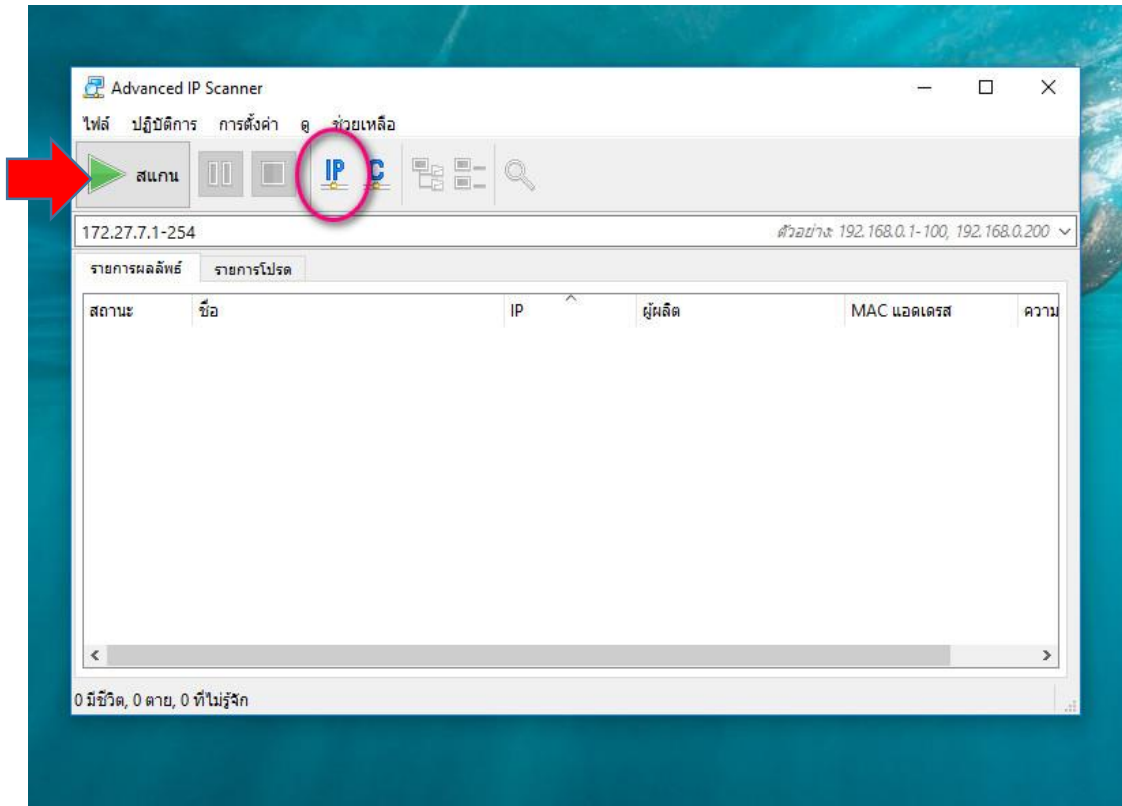 Advanced IP Scanner
ไฟล์ ปฏิบัติการ การตั้งค่า ดู ช่วยเหลือ
สแกน IP C
172.27.7.1-254 ตัวอย่าง: 192.168.0.1-100, 192.168.0.200
รายการผลลัพธ์ รายการโปรด
สถานะ ชื่อ IP ผู้ผลิต MAC แอดเดรส ความ
0 มีชีวิต, 0 ตาย, 0 ที่ไม่รู้จัก